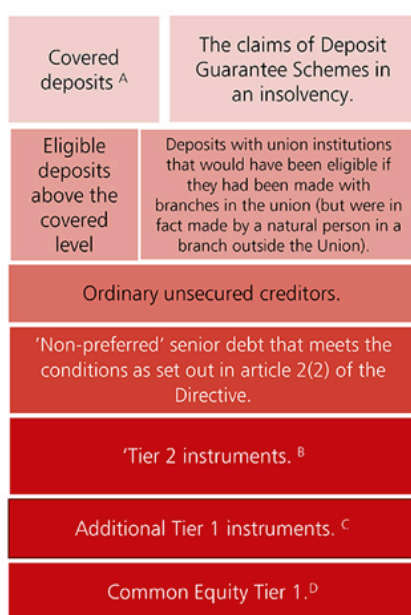 Covered
deposits A
The claims of Deposit
Guarantee Schemes in
an insolvency.
Eligible
deposits
above the
covered
level
Deposits with union institutions
that would have been eligible if
they had been made with
branches in the union (but were in
fact made by a natural person in a
branch outside the Union).
Ordinary unsecured creditors.
'Non-preferred' senior debt that meets the
conditions as set out in article 2(2) of the
Directive.
'Tier 2 instruments. B
Additional Tier 1 instruments. C
Common Equity Tier 1.D